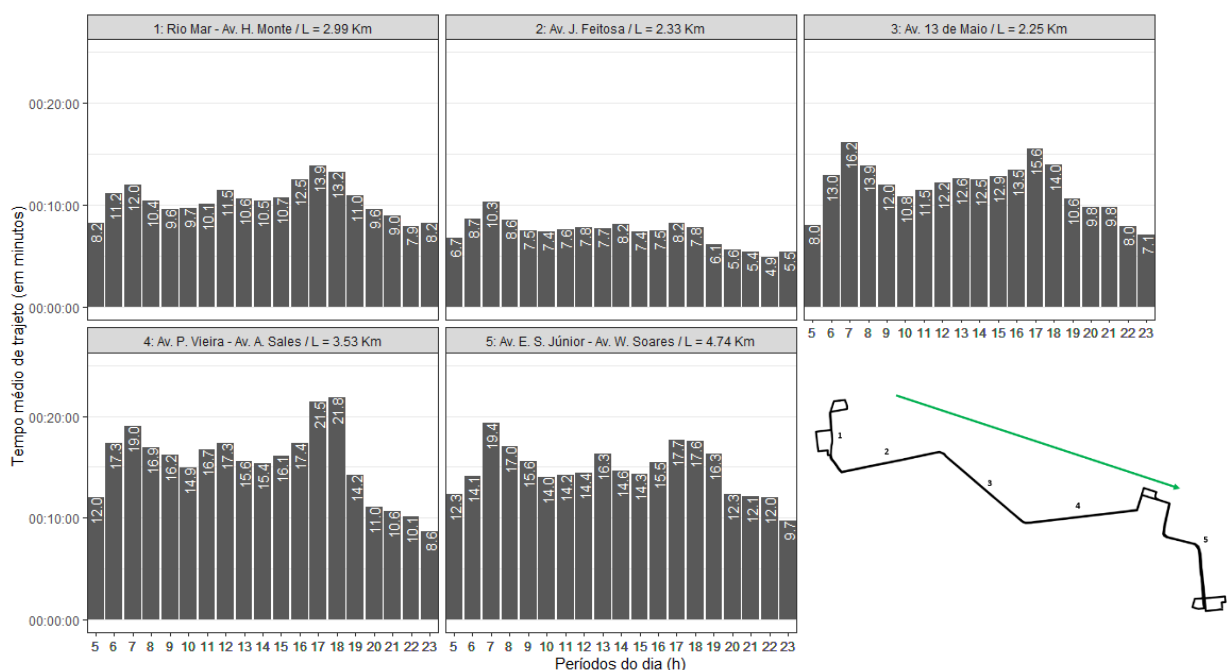 1: Rio Mar - Av. H. Monte / L = 2.99 Km
2: Av. J. Feitosa / L = 2.33 Km
3: Av. 13 de Maio / L = 2.25 Km
Tempo médio de trajeto (em minutos)
00:20:00
00:10:00
00:00:00
8.2 11.2 12.0 10.4 9.6 9.7 10.1 11.5 10.6 10.5 10.7 12.5 13.9 13.2 11.0 9.6 9.0 7.9 8.2
6.7 8.7 10.3 8.6 7.5 7.4 7.6 7.8 7.7 8.2 7.4 7.5 8.2 7.8 6.1 5.6 5.4 4.9 5.5
8.0 13.0 16.2 13.9 12.0 10.8 11.5 12.2 12.6 12.5 12.9 13.5 15.6 14.0 10.6 9.8 9.8 8.0 7.1
5 6 7 8 9 10 11 12 13 14 15 16 17 18 19 20 21 22 23
4: Av. P. Vieira - Av. A. Sales / L = 3.53 Km
5: Av. E. S. Júnior - Av. W. Soares / L = 4.74 Km
00:20:00
00:10:00
00:00:00
12.0 17.3 19.0 16.9 16.2 14.9 16.7 17.3 15.6 15.4 16.1 17.4 21.5 21.8 14.2 11.0 10.6 10.1 8.6
12.3 14.1 19.4 17.0 15.6 14.0 14.2 14.4 16.3 14.6 14.3 15.5 17.7 17.6 16.3 12.3 12.1 12.0 9.7
5 6 7 8 9 10 11 12 13 14 15 16 17 18 19 20 21 22 23
5 6 7 8 9 10 11 12 13 14 15 16 17 18 19 20 21 22 23
Períodos do dia (h)
1
2
3
4
5